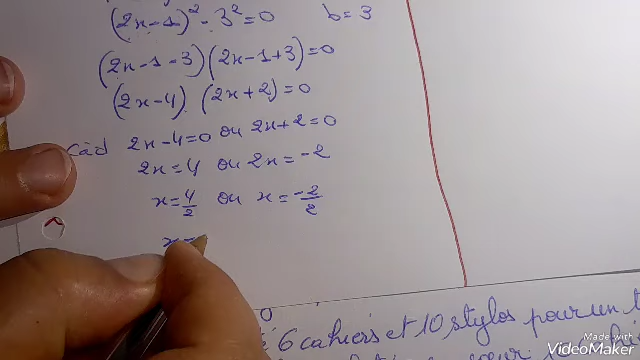 (2x-1)² - 3² = 0 b = 3
(2x-1-3)(2x-1+3)=0
(2x-4) . (2x+2)=0
Càd 2x-4=0 ou 2x+2=0
2x=4 ou 2x=-2
x=4/2 ou x=-2/2
x=
6 cahiers et 10 stylos pour un
Made with
VideoMaker